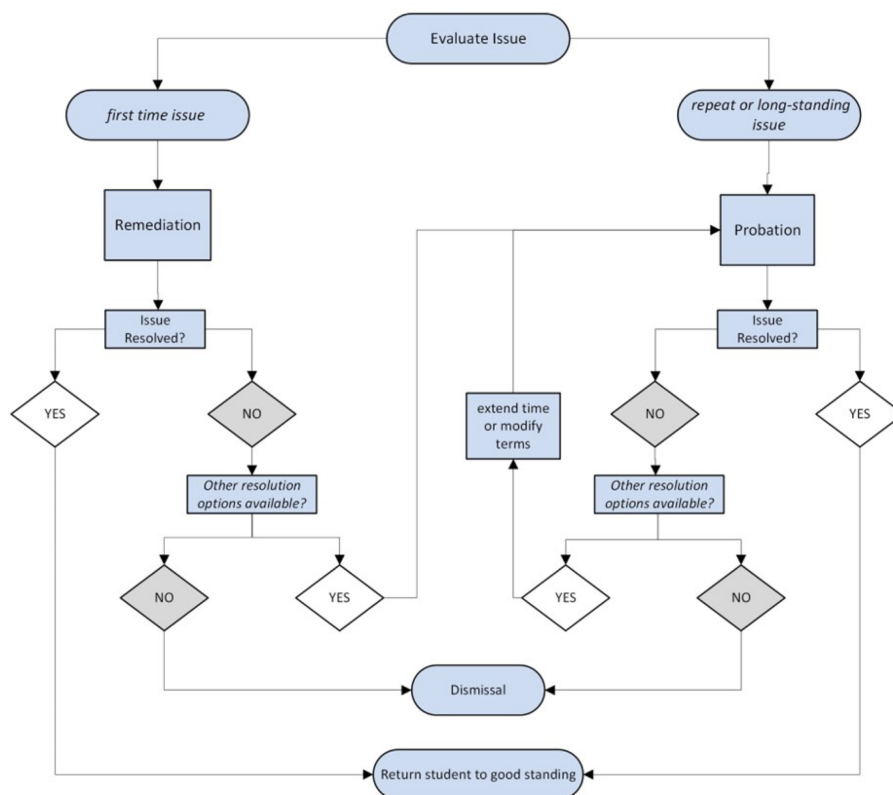 Evaluate Issue
first time issue
repeat or long-standing
issue
Remediation
Probation
Issue
Resolved?
Issue
Resolved?
YES
NO
extend time
or modify
terms
NO
YES
Other resolution
options available?
Other resolution
options available?
NO
YES
YES
NO
Dismissal
Return student to good standing